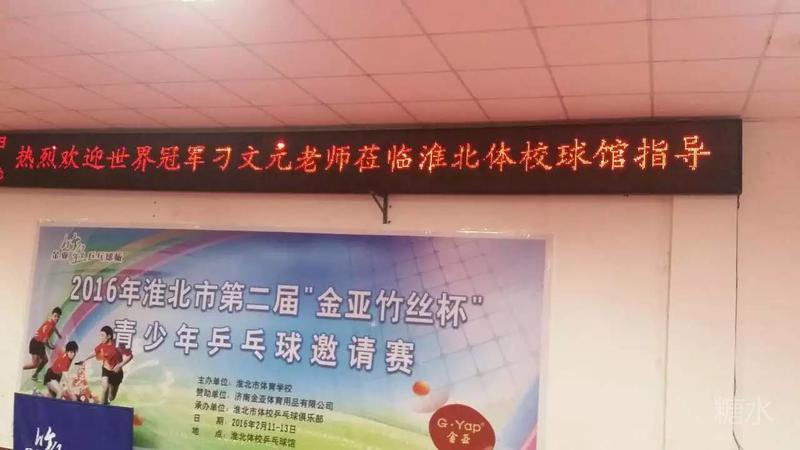 热烈欢迎世界冠军刁文元老师莅临淮北体校球馆指导
2016年淮北市第二届"金亚竹丝杯"
青少年乒乓球邀请赛
主办单位：淮北市体育学校
赞助单位：济南金亚体育用品有限公司
承办单位：淮北市体校乒乓球俱乐部
日 期：2016年2月11-13日
地 点：淮北体校乒乓球馆
G·Yap®
金亚
糖水